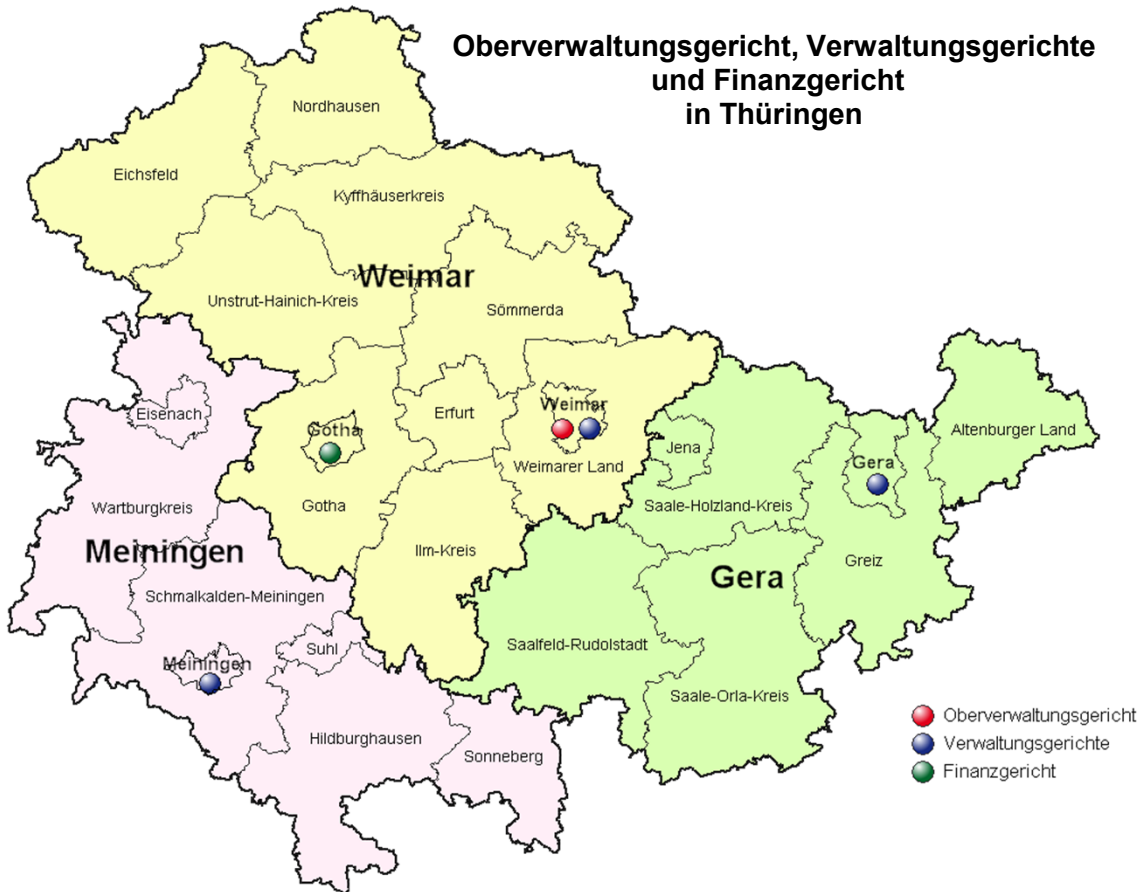 Oberverwaltungsgericht, Verwaltungsgerichte
und Finanzgericht
in Thüringen
Nordhausen
Eichsfeld
Kyffhäuserkreis
Weimar
Unstrut-Hainich-Kreis
Sömmerda
Eisenach
Gotha
Erfurt
Weimar
Weimarer Land
Jena
Altenburger Land
Gera
Wartburgkreis
Gotha
Saale-Holzland-Kreis
Meiningen
Ilm-Kreis
Gera
Greiz
Schmalkalden-Meiningen
Suhl
Saalfeld-Rudolstadt
Meiningen
Saale-Orla-Kreis
Hildburghausen
Sonneberg
Oberverwaltungsgericht
Verwaltungsgerichte
Finanzgericht